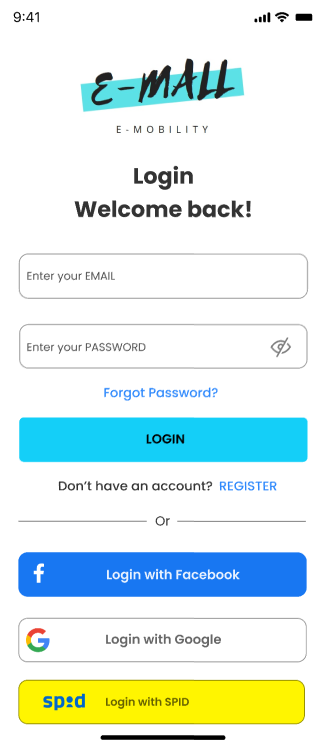 9:41
E-MALL
E-MOBILITY
Login
Welcome back!
Enter your EMAIL
Enter your PASSWORD
Forgot Password?
LOGIN
Don't have an account? REGISTER
Or
f Login with Facebook
G Login with Google
spid Login with SPID